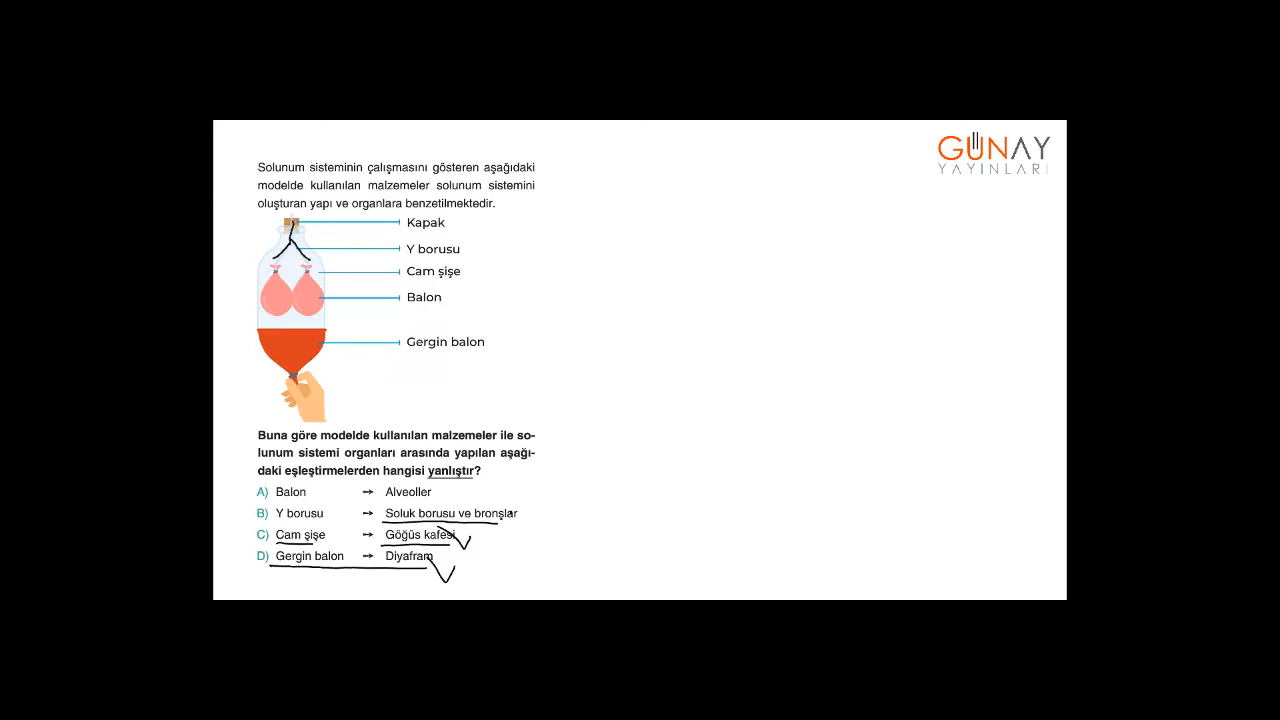 GÜNAY
YAYINLARI
Solunum sisteminin çalışmasını gösteren aşağıdaki
modelde kullanılan malzemeler solunum sistemini
oluşturan yapı ve organlara benzetilmektedir.
Kapak
Y borusu
Cam şişe
Balon
Gergin balon
Buna göre modelde kullanılan malzemeler ile so-
lunum sistemi organları arasında yapılan aşağı-
daki eşleştirmelerden hangisi yanlıştır?
A) Balon → Alveoller
B) Y borusu → Soluk borusu ve bronşlar
C) Cam şişe → Göğüs kafesi
D) Gergin balon → Diyafram